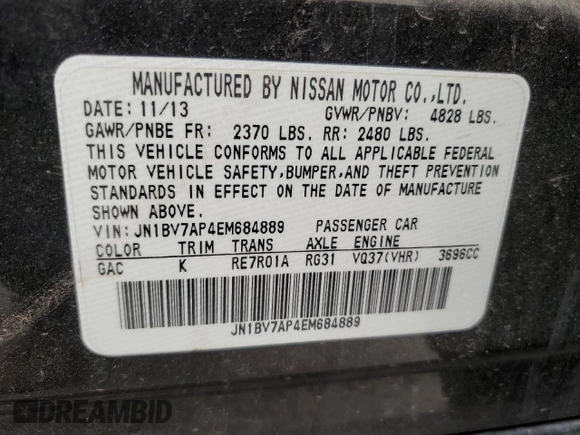 MANUFACTURED BY NISSAN MOTOR CO.,LTD.
DATE: 11/13 GVWR/PNBV: 4828 LBS.
GAWR/PNBE FR: 2370 LBS. RR: 2480 LBS.
THIS VEHICLE CONFORMS TO ALL APPLICABLE FEDERAL
MOTOR VEHICLE SAFETY,BUMPER,AND THEFT PREVENTION
STANDARDS IN EFFECT ON THE DATE OF MANUFACTURE
SHOWN ABOVE.
VIN: JN1BV7AP4EM684889 PASSENGER CAR
COLOR TRIM TRANS AXLE ENGINE
GAC K RE7R01A RG31 VQ37(VHR) 3696CC
JN1BV7AP4EM684889
DREAMBID